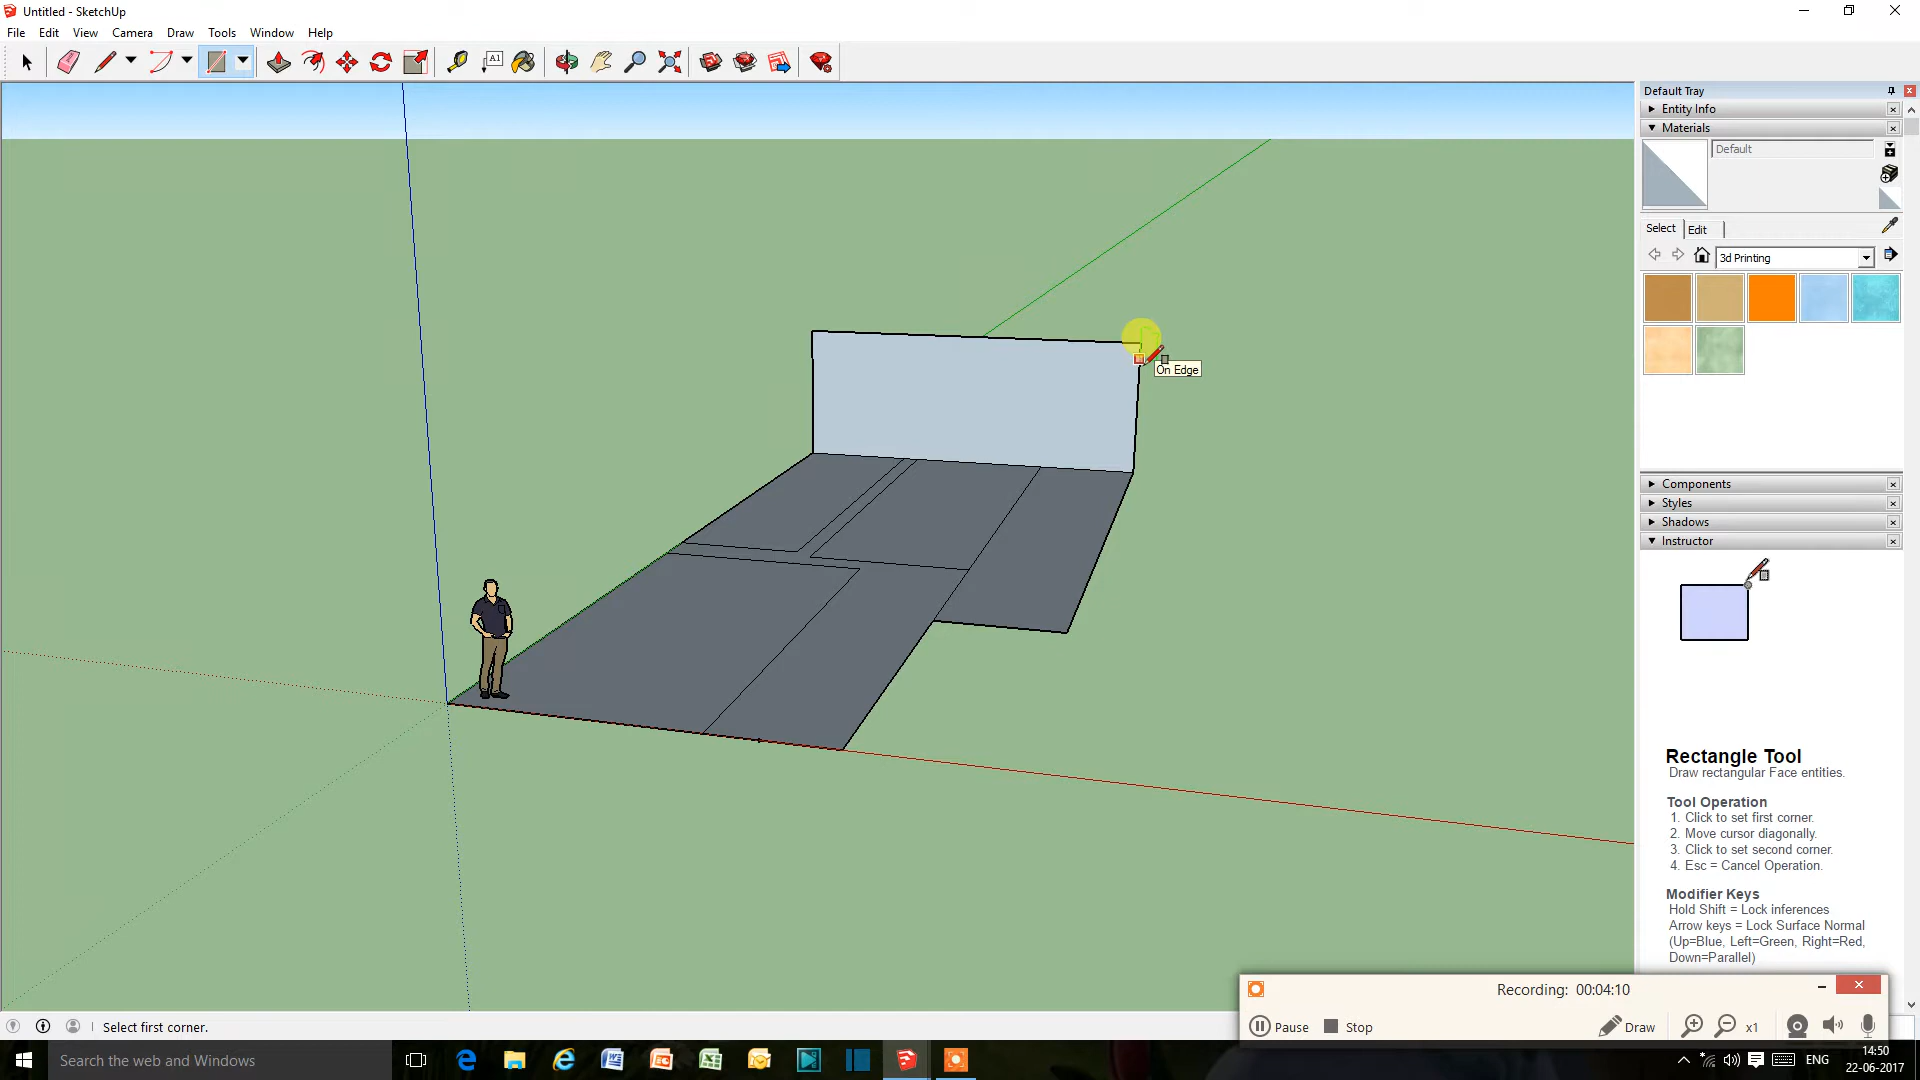 Untitled - SketchUp
File Edit View Camera Draw Tools Window Help
A1
Default Tray
Entity Info
Materials
Default
Select Edit
3d Printing
On Edge
Components
Styles
Shadows
Instructor
Rectangle Tool
Draw rectangular Face entities.
Tool Operation
1. Click to set first corner.
2. Move cursor diagonally.
3. Click to set second corner.
4. Esc = Cancel Operation.
Modifier Keys
Hold Shift = Lock inferences
Arrow keys = Lock Surface Normal
(Up=Blue, Left=Green, Right=Red,
Down=Parallel)
Recording: 00:04:10
Pause Stop Draw x1
Select first corner.
Search the web and Windows
ENG
14:50
22-06-2017